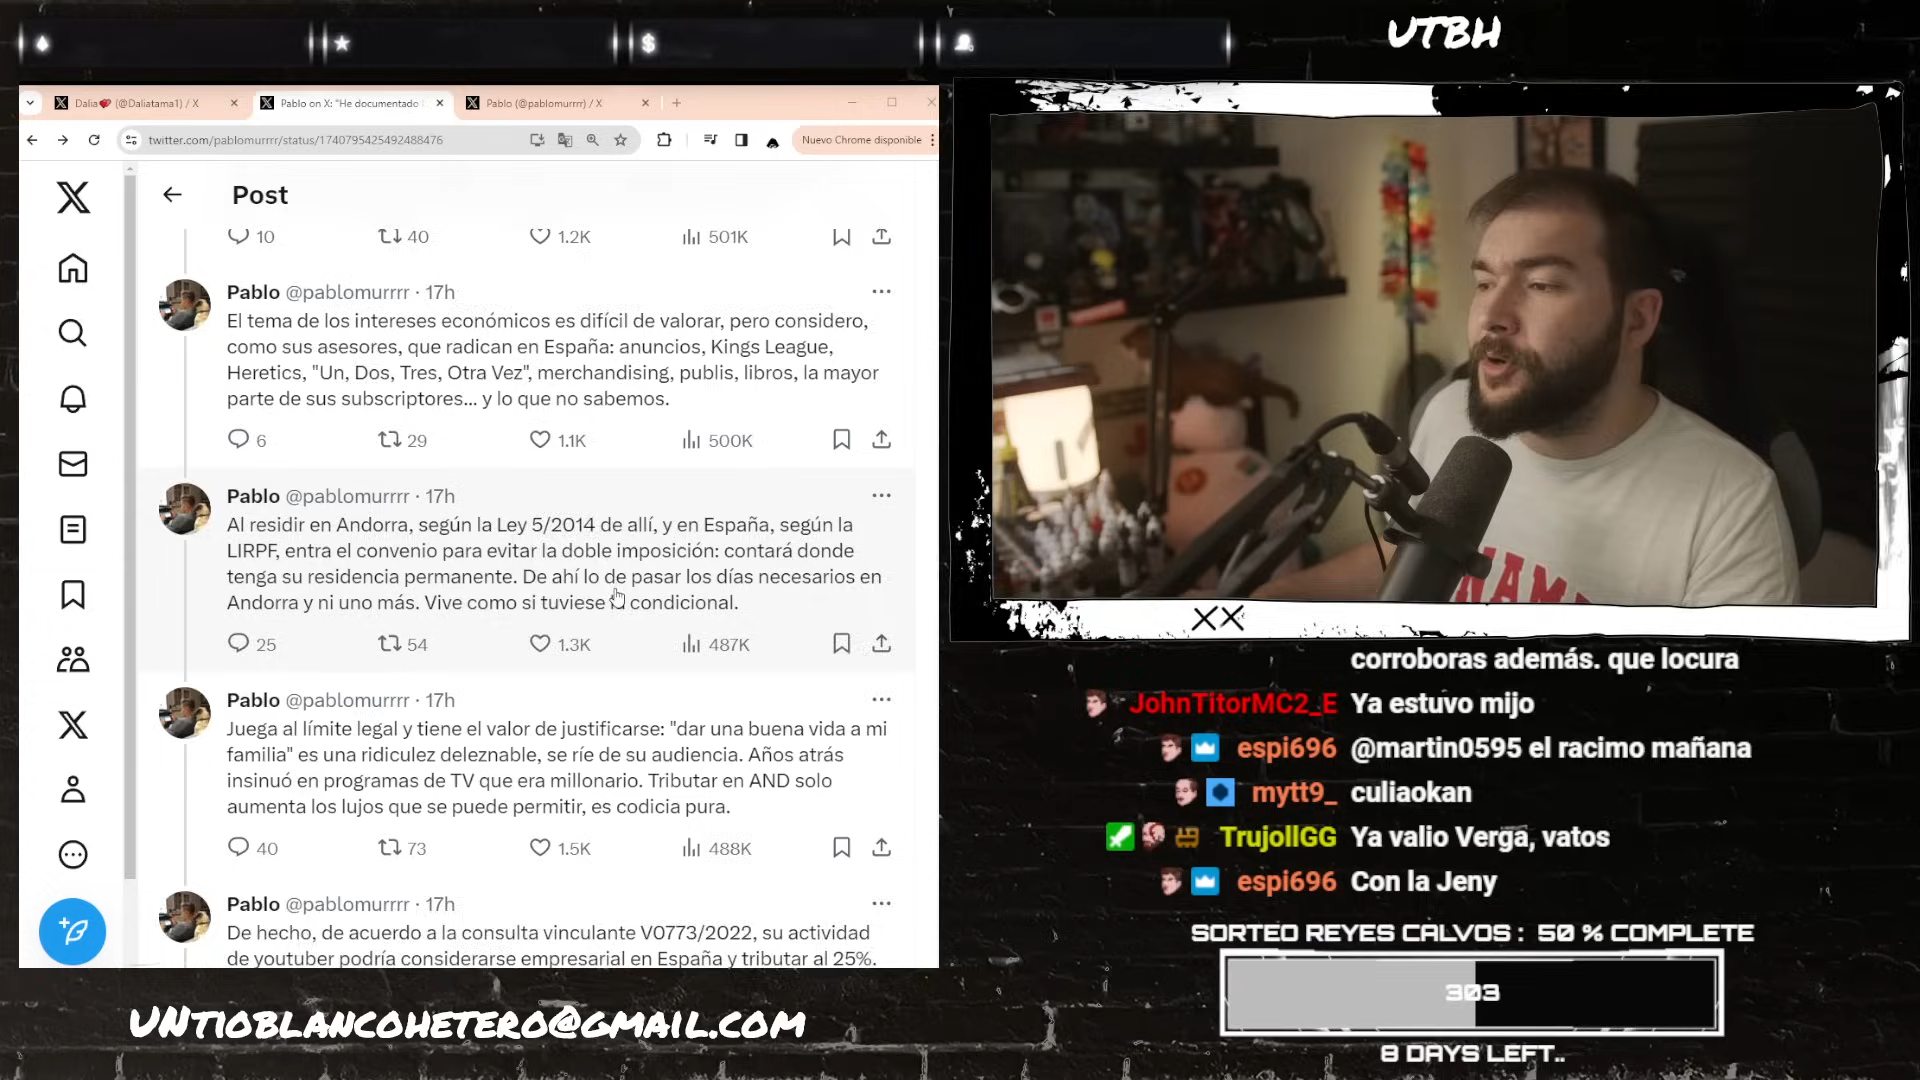 UTBH
$
Dalia (@Daliatama1) / X
Pablo on X: "He documentado
Pablo (@pablomurrrr) / X
twitter.com/pablomurrrr/status/1740795425492488476
Nuevo Chrome disponible
Post
10 40 1.2K 501K
Pablo @pablomurrrr · 17h
El tema de los intereses económicos es difícil de valorar, pero considero,
como sus asesores, que radican en España: anuncios, Kings League,
Heretics, "Un, Dos, Tres, Otra Vez", merchandising, publis, libros, la mayor
parte de sus subscriptores... y lo que no sabemos.
6 29 1.1K 500K
Pablo @pablomurrrr · 17h
Al residir en Andorra, según la Ley 5/2014 de allí, y en España, según la
LIRPF, entra el convenio para evitar la doble imposición: contará donde
tenga su residencia permanente. De ahí lo de pasar los días necesarios en
Andorra y ni uno más. Vive como si tuviese condicional.
25 54 1.3K 487K
Pablo @pablomurrrr · 17h
Juega al límite legal y tiene el valor de justificarse: "dar una buena vida a mi
familia" es una ridiculez deleznable, se ríe de su audiencia. Años atrás
insinuó en programas de TV que era millonario. Tributar en AND solo
aumenta los lujos que se puede permitir, es codicia pura.
40 73 1.5K 488K
Pablo @pablomurrrr · 17h
De hecho, de acuerdo a la consulta vinculante V0773/2022, su actividad
de youtuber podría considerarse empresarial en España y tributar al 25%.
XX
corroboras además. que locura
JohnTitorMC2_E Ya estuvo mijo
espi696 @martin0595 el racimo mañana
mytt9_ culiaokan
TrujollGG Ya valio Verga, vatos
espi696 Con la Jeny
SORTEO REYES CALVOS : 50 % COMPLETE
303
8 DAYS LEFT..
UNTIOBLANCOHETERO@GMAIL.COM